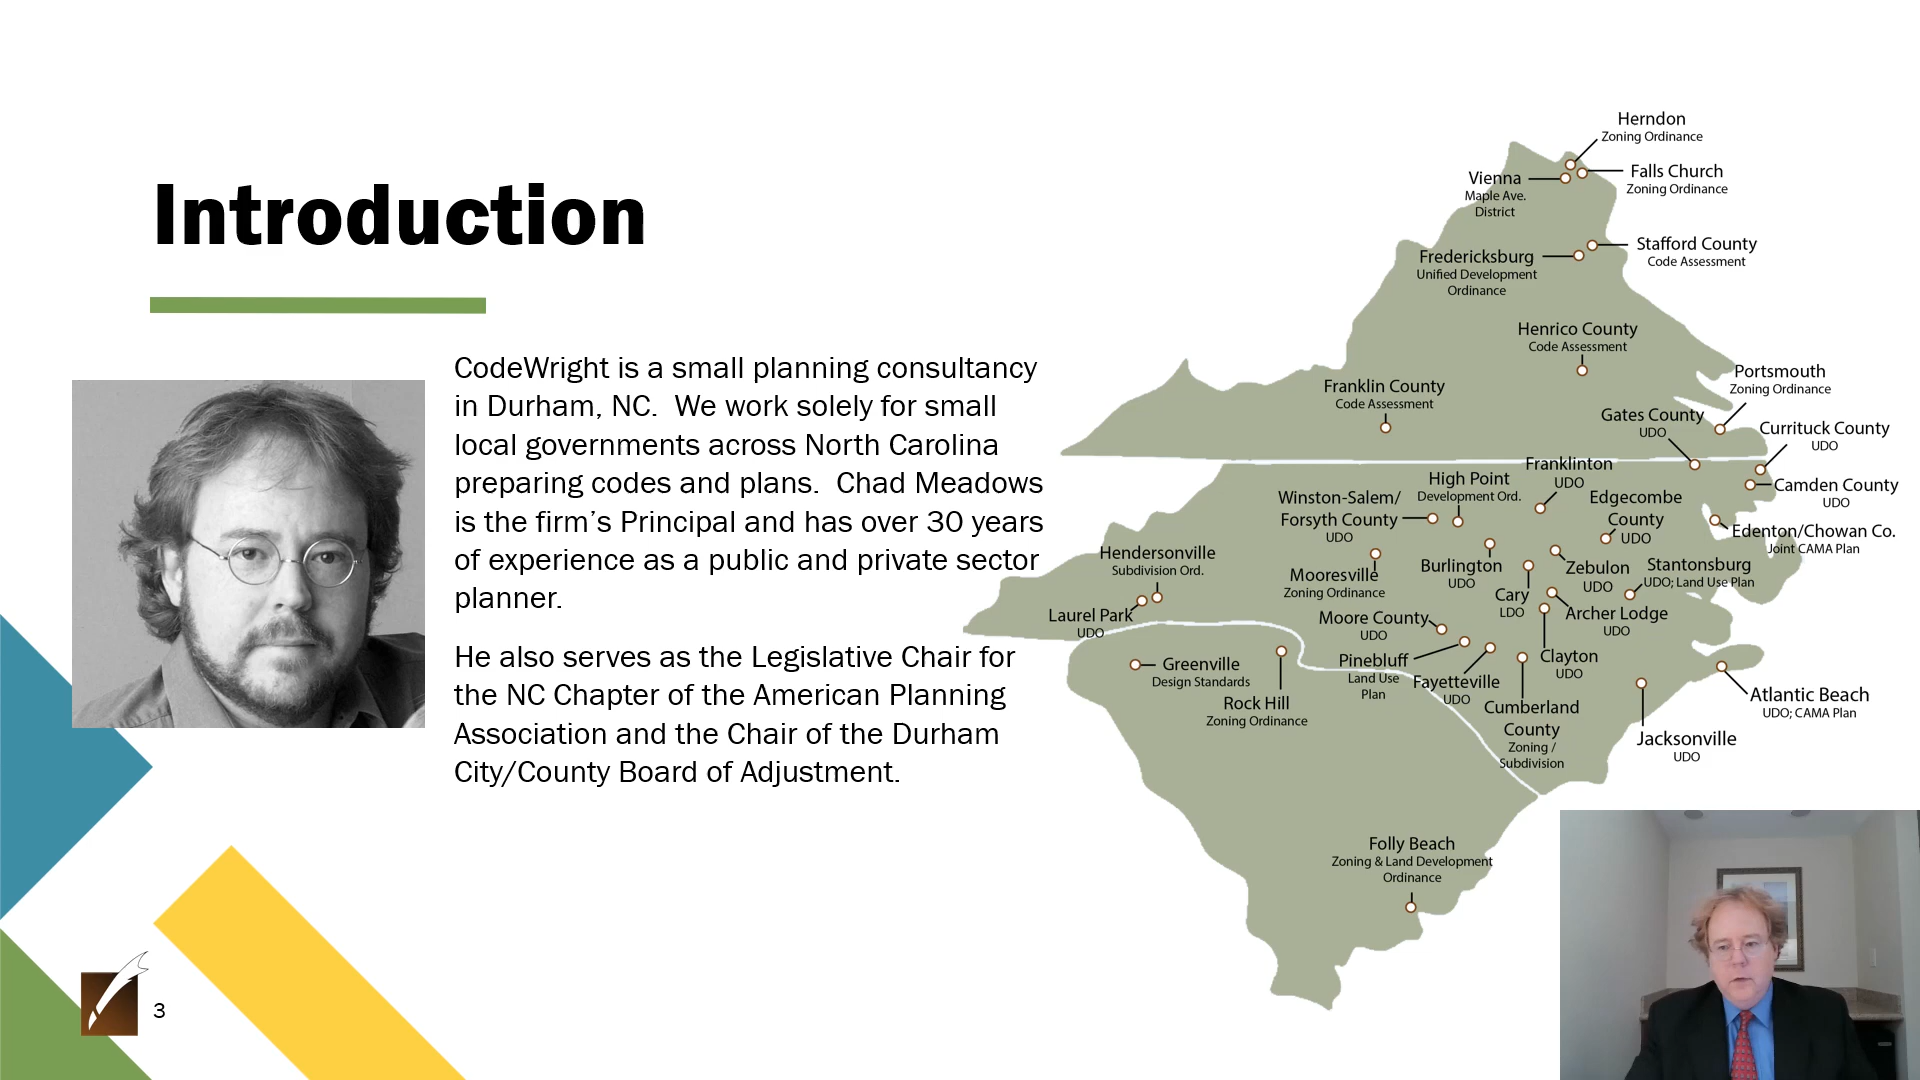 Introduction
CodeWright is a small planning consultancy
in Durham, NC.  We work solely for small
local governments across North Carolina
preparing codes and plans.  Chad Meadows
is the firm’s Principal and has over 30 years
of experience as a public and private sector
planner.
He also serves as the Legislative Chair for
the NC Chapter of the American Planning
Association and the Chair of the Durham
City/County Board of Adjustment.
3
Herndon
Zoning Ordinance
Vienna
Maple Ave.
District
Falls Church
Zoning Ordinance
Stafford County
Code Assessment
Fredericksburg
Unified Development
Ordinance
Henrico County
Code Assessment
Franklin County
Code Assessment
Portsmouth
Zoning Ordinance
Gates County
UDO
Currituck County
UDO
Franklinton
UDO
High Point
Development Ord.
Camden County
UDO
Winston-Salem/
Forsyth County
UDO
Edgecombe
County
UDO
Edenton/Chowan Co.
Joint CAMA Plan
Hendersonville
Subdivision Ord.
Mooresville
Zoning Ordinance
Burlington
UDO
Zebulon
UDO
Stantonsburg
UDO; Land Use Plan
Cary
LDO
Laurel Park
UDO
Moore County
UDO
Archer Lodge
UDO
Greenville
Design Standards
Pinebluff
Land Use
Plan
Clayton
UDO
Fayetteville
UDO
Rock Hill
Zoning Ordinance
Cumberland
County
Zoning /
Subdivision
Atlantic Beach
UDO; CAMA Plan
Jacksonville
UDO
Folly Beach
Zoning & Land Development
Ordinance